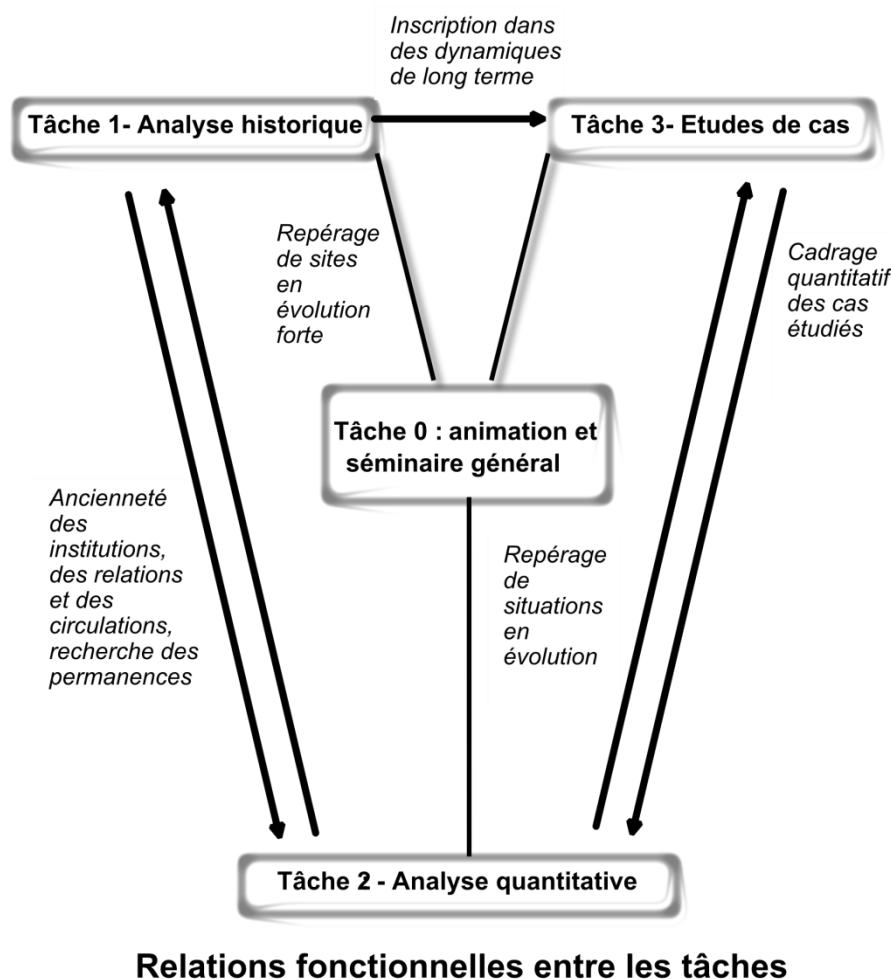 Inscription dans
des dynamiques
de long terme
Tâche 1- Analyse historique
Tâche 3- Etudes de cas
Repérage
de sites
en
évolution
forte
Cadrage
quantitatif
des cas
étudiés
Tâche 0 : animation et
séminaire général
Ancienneté
des
institutions,
des relations
et des
circulations,
recherche des
permanences
Repérage
de
situations
en
évolution
Tâche 2 - Analyse quantitative
Relations fonctionnelles entre les tâches